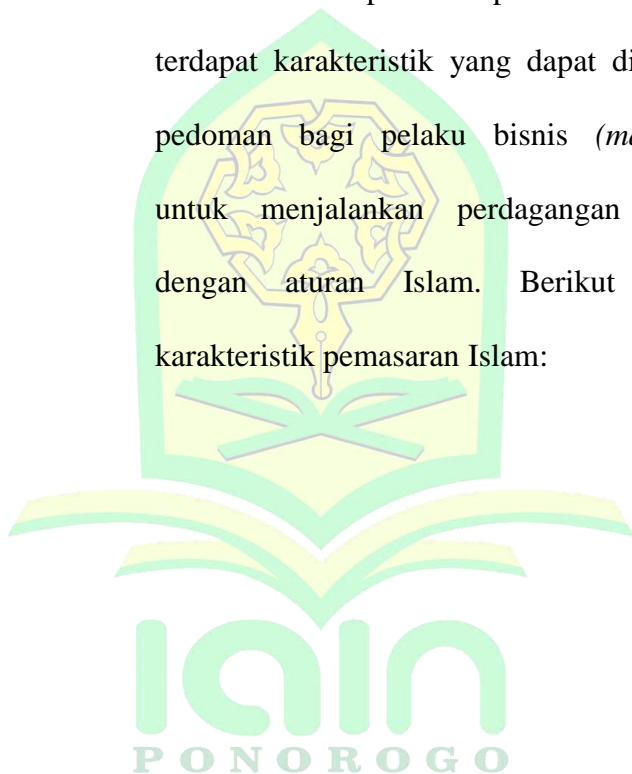 terdapat karakteristik yang dapat
pedoman bagi pelaku bisnis
untuk menjalankan perdagangan
dengan aturan Islam. Berikut
karakteristik pemasaran Islam:
iain
PONOROGO